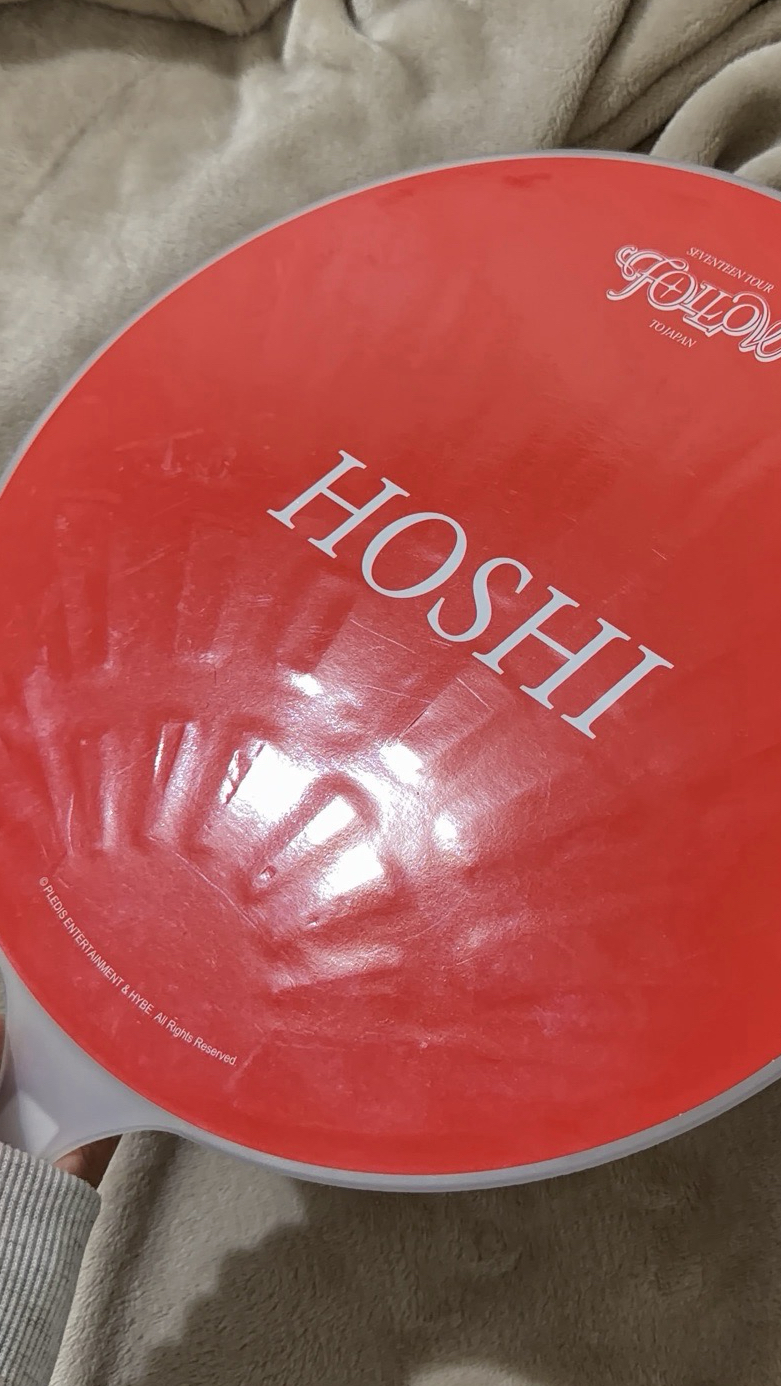 SEVENTEEN TOUR
FOLLOW
TO JAPAN
HOSHI
© PLEDIS ENTERTAINMENT & HYBE All Rights Reserved.